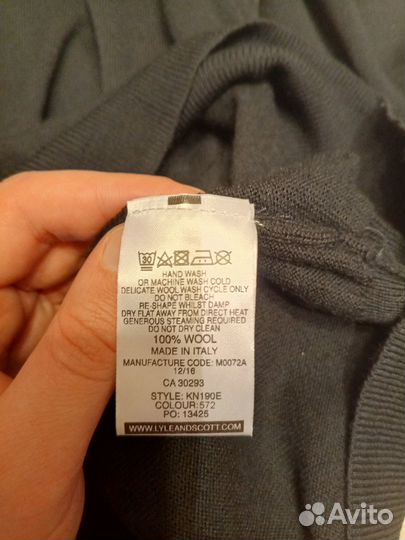 30
HAND WASH
OR MACHINE WASH COLD
DELICATE WOOL WASH CYCLE ONLY
DO NOT BLEACH
RE-SHAPE WHILST DAMP
DRY FLAT AWAY FROM DIRECT HEAT
GENEROUS STEAMING REQUIRED
DO NOT DRY CLEAN
100% WOOL
MADE IN ITALY
MANUFACTURE CODE: M0072A
12/16
CA 30293
STYLE: KN190E
COLOUR: 572
PO: 13425
WWW.LYLEANDSCOTT.COM
Avito